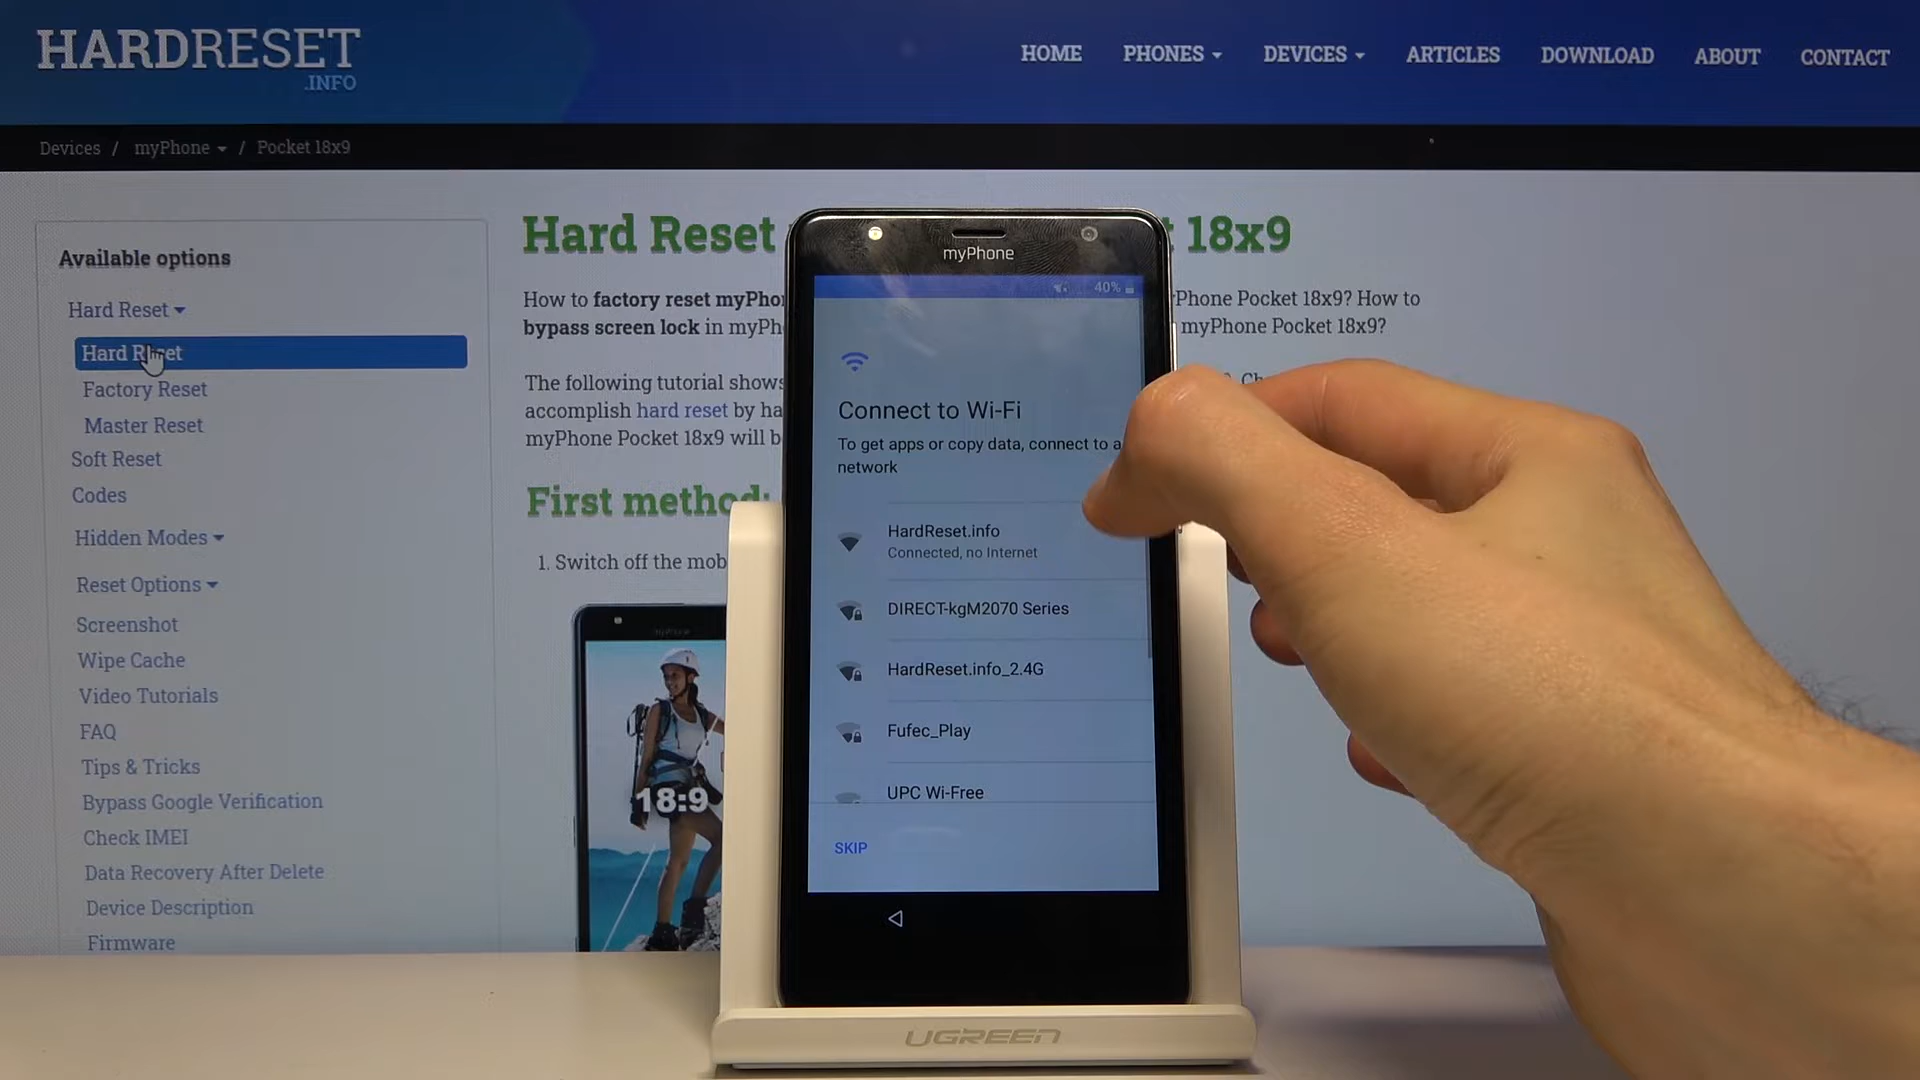 HARDRESET
.INFO
HOME PHONES DEVICES ARTICLES DOWNLOAD ABOUT CONTACT
Devices / myPhone / Pocket 18x9
Available options
Hard Reset
Hard Reset
Factory Reset
Master Reset
Soft Reset
Codes
Hidden Modes
Reset Options
Screenshot
Wipe Cache
Video Tutorials
FAQ
Tips & Tricks
Bypass Google Verification
Check IMEI
Data Recovery After Delete
Device Description
Firmware
Hard Reset 18x9
How to factory reset myPho Phone Pocket 18x9? How to
bypass screen lock in myPh myPhone Pocket 18x9?
The following tutorial shows
accomplish hard reset by ha
myPhone Pocket 18x9 will b
First method:
1. Switch off the mob
18:9
myPhone
40%
Connect to Wi-Fi
To get apps or copy data, connect to a
network
HardReset.info
Connected, no Internet
DIRECT-kgM2070 Series
HardReset.info_2.4G
Fufec_Play
UPC Wi-Free
SKIP
UGREEN